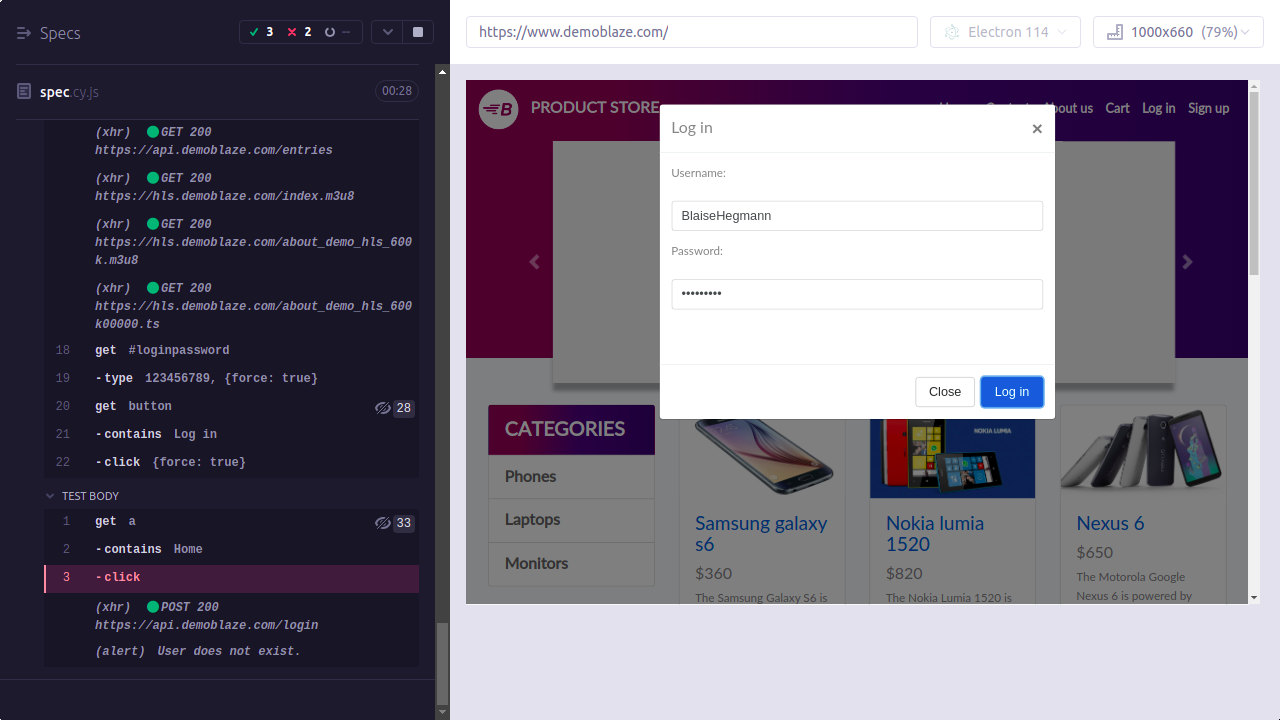 Specs
3
2
--
spec.cy.js
00:28
(xhr) GET 200
https://api.demoblaze.com/entries
(xhr) GET 200
https://hls.demoblaze.com/index.m3u8
(xhr) GET 200
https://hls.demoblaze.com/about_demo_hls_600
k.m3u8
(xhr) GET 200
https://hls.demoblaze.com/about_demo_hls_600
k00000.ts
18 get #loginpassword
19 -type 123456789, {force: true}
20 get button 28
21 -contains Log in
22 -click {force: true}
TEST BODY
1 get a 33
2 -contains Home
3 -click
(xhr) POST 200
https://api.demoblaze.com/login
(alert) User does not exist.
https://www.demoblaze.com/
Electron 114
1000x660 (79%)
B PRODUCT STORE
About us Cart Log in Sign up
Log in ×
Username:
BlaiseHegmann
Password:
•••••••••
Close Log in
CATEGORIES
Phones
Laptops
Monitors
NOKIA LUMIA
Samsung galaxy
s6
$360
The Samsung Galaxy S6 is
Nokia lumia
1520
$820
The Nokia Lumia 1520 is
Nexus 6
$650
The Motorola Google
Nexus 6 is powered by